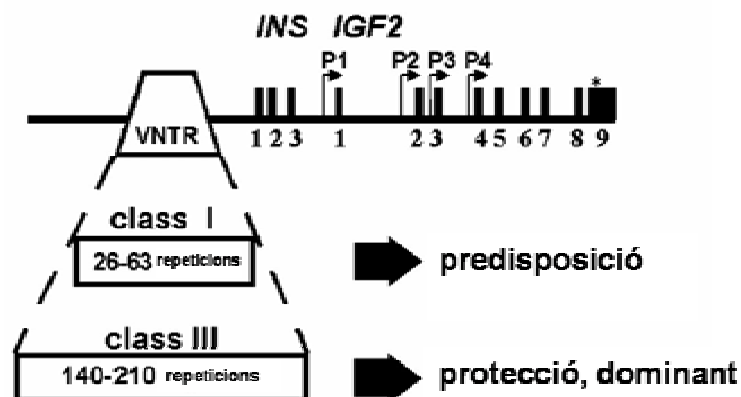 INS IGF2
P1 P2 P3 P4
*
VNTR
1 2 3 1 2 3 4 5 6 7 8 9
class I
26-63 repeticions
predisposició
class III
140-210 repeticions
protecció, dominant